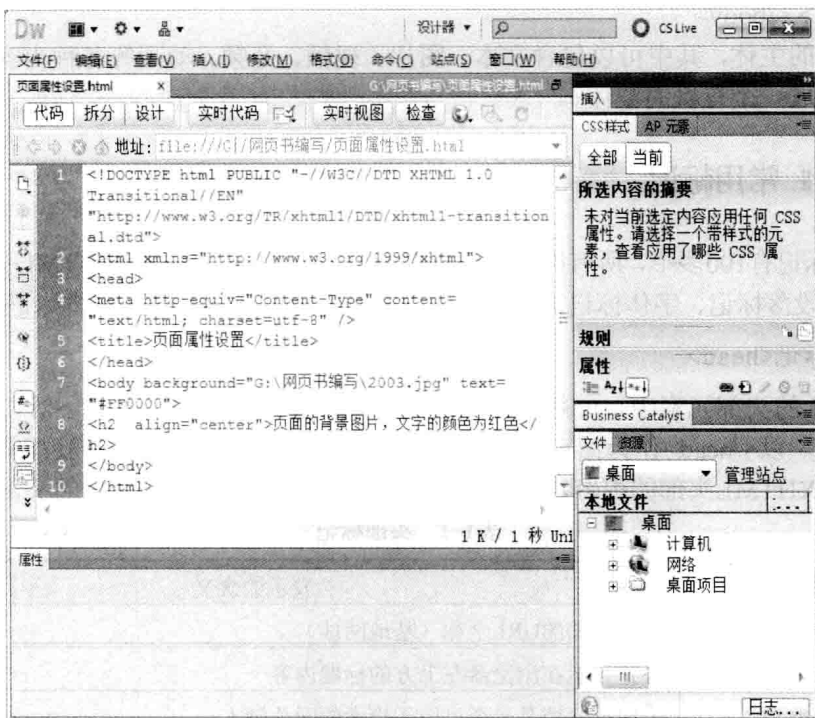 Dw
设计器
CS Live
文件(F) 编辑(E) 查看(V) 插入(I) 修改(M) 格式(O) 命令(C) 站点(S) 窗口(W) 帮助(H)
页面属性设置.html × G:\网页书编写\页面属性设置.html
代码 拆分 设计 实时代码 实时视图 检查
地址: file:///G|/网页书编写/页面属性设置.html
1 <!DOCTYPE html PUBLIC "-//W3C//DTD XHTML 1.0
Transitional//EN"
"http://www.w3.org/TR/xhtml1/DTD/xhtml1-transition
al.dtd">
2 <html xmlns="http://www.w3.org/1999/xhtml">
3 <head>
4 <meta http-equiv="Content-Type" content=
"text/html; charset=utf-8" />
5 <title>页面属性设置</title>
6 </head>
7 <body background="G:\网页书编写\2003.jpg" text=
"#FF0000">
8 <h2 align="center">页面的背景图片，文字的颜色为红色</
h2>
9 </body>
10 </html>
1 K / 1 秒 Uni
属性
插入
CSS样式 AP 元素
全部 当前
所选内容的摘要
未对当前选定内容应用任何 CSS
属性。请选择一个带样式的元
素，查看应用了哪些 CSS 属
性。
规则
属性
Business Catalyst
文件 资源
桌面 管理站点
本地文件
桌面
计算机
网络
桌面项目
日志...